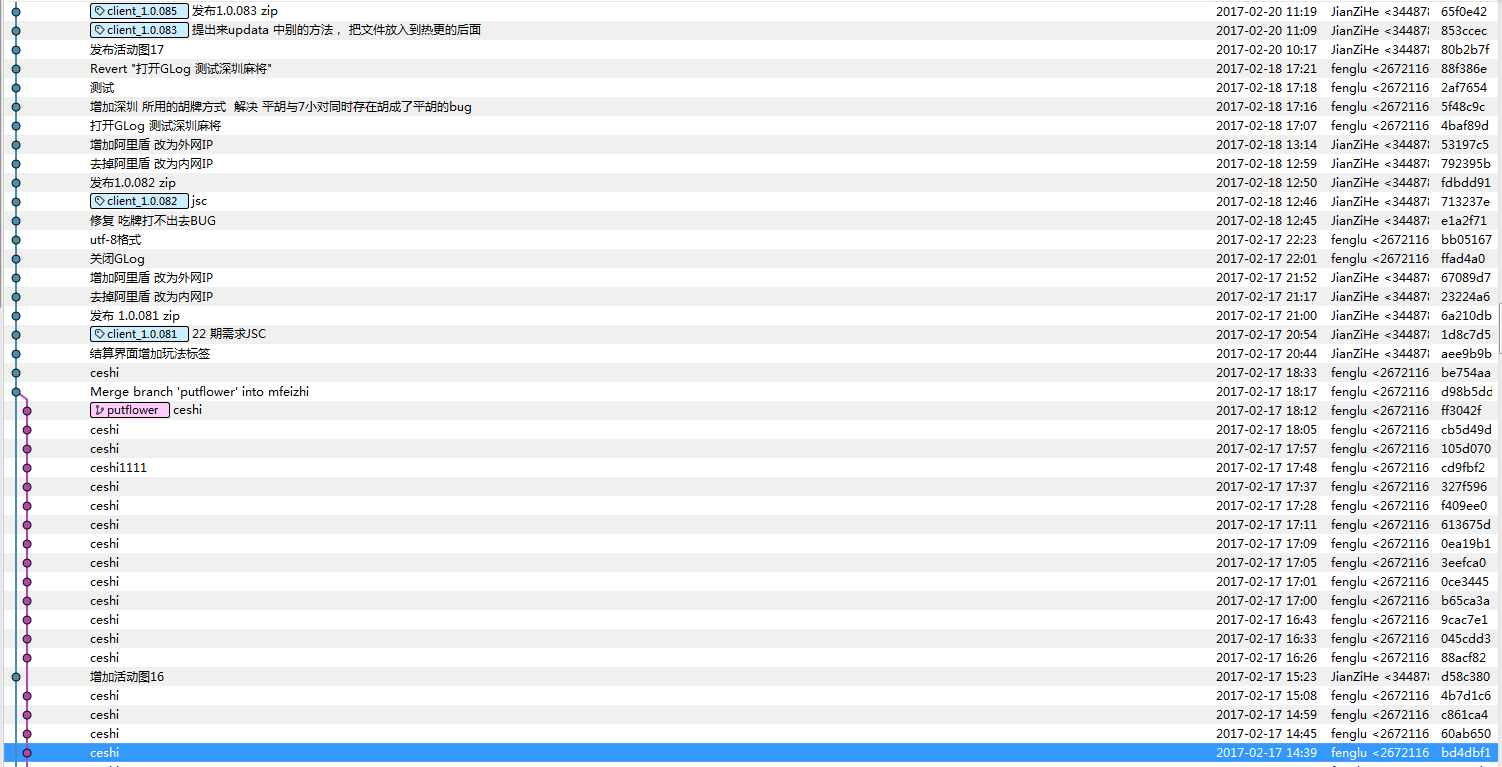 client_1.0.085 发布1.0.083 zip 2017-02-20 11:19 JianZiHe <344878 65f0e42
client_1.0.083 提出来updata 中别的方法 ，把文件放入到热更的后面 2017-02-20 11:09 JianZiHe <344878 853ccec
发布活动图17 2017-02-20 10:17 JianZiHe <344878 80b2b7f
Revert "打开GLog 测试深圳麻将" 2017-02-18 17:21 fenglu <2672116 88f386e
测试 2017-02-18 17:18 fenglu <2672116 2af7654
增加深圳 所用的胡牌方式 解决 平胡与7小对同时存在胡成了平胡的bug 2017-02-18 17:16 fenglu <2672116 5f48c9c
打开GLog 测试深圳麻将 2017-02-18 17:07 fenglu <2672116 4baf89d
增加阿里盾 改为外网IP 2017-02-18 13:14 JianZiHe <344878 53197c5
去掉阿里盾 改为内网IP 2017-02-18 12:59 JianZiHe <344878 792395b
发布1.0.082 zip 2017-02-18 12:50 JianZiHe <344878 fdbdd91
client_1.0.082 jsc 2017-02-18 12:46 JianZiHe <344878 713237e
修复 吃牌打不出去BUG 2017-02-18 12:45 JianZiHe <344878 e1a2f71
utf-8格式 2017-02-17 22:23 fenglu <2672116 bb05167
关闭GLog 2017-02-17 22:01 fenglu <2672116 ffad4a0
增加阿里盾 改为外网IP 2017-02-17 21:52 JianZiHe <344878 67089d7
去掉阿里盾 改为内网IP 2017-02-17 21:17 JianZiHe <344878 23224a6
发布 1.0.081 zip 2017-02-17 21:00 JianZiHe <344878 6a210db
client_1.0.081 22 期需求JSC 2017-02-17 20:54 JianZiHe <344878 1d8c7d5
结算界面增加玩法标签 2017-02-17 20:44 JianZiHe <344878 aee9b9b
ceshi 2017-02-17 18:33 fenglu <2672116 be754aa
Merge branch 'putflower' into mfeizhi 2017-02-17 18:17 fenglu <2672116 d98b5dd
putflower ceshi 2017-02-17 18:12 fenglu <2672116 ff3042f
ceshi 2017-02-17 18:05 fenglu <2672116 cb5d49d
ceshi 2017-02-17 17:57 fenglu <2672116 105d070
ceshi1111 2017-02-17 17:48 fenglu <2672116 cd9fbf2
ceshi 2017-02-17 17:37 fenglu <2672116 327f596
ceshi 2017-02-17 17:28 fenglu <2672116 f409ee0
ceshi 2017-02-17 17:11 fenglu <2672116 613675d
ceshi 2017-02-17 17:09 fenglu <2672116 0ea19b1
ceshi 2017-02-17 17:05 fenglu <2672116 3eefca0
ceshi 2017-02-17 17:01 fenglu <2672116 0ce3445
ceshi 2017-02-17 17:00 fenglu <2672116 b65ca3a
ceshi 2017-02-17 16:43 fenglu <2672116 9cac7e1
ceshi 2017-02-17 16:33 fenglu <2672116 045cdd3
ceshi 2017-02-17 16:26 fenglu <2672116 88acf82
增加活动图16 2017-02-17 15:23 JianZiHe <344878 d58c380
ceshi 2017-02-17 15:08 fenglu <2672116 4b7d1c6
ceshi 2017-02-17 14:59 fenglu <2672116 c861ca4
ceshi 2017-02-17 14:45 fenglu <2672116 60ab650
ceshi 2017-02-17 14:39 fenglu <2672116 bd4dbf1